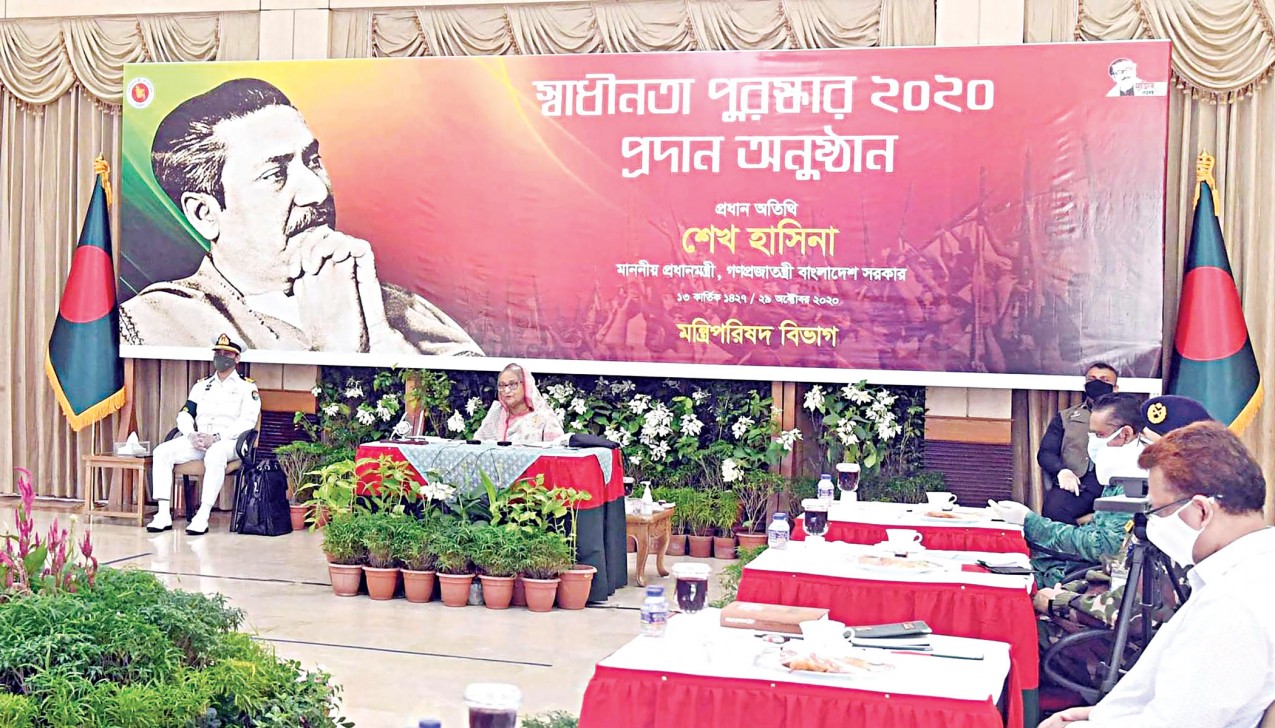 স্বাধীনতা পুরস্কার ২০২০
প্রদান অনুষ্ঠান
প্রধান অতিথি
শেখ হাসিনা
মাননীয় প্রধানমন্ত্রী, গণপ্রজাতন্ত্রী বাংলাদেশ সরকার
১৩ কার্তিক ১৪২৭ / ২৯ অক্টোবর ২০২০
মন্ত্রিপরিষদ বিভাগ